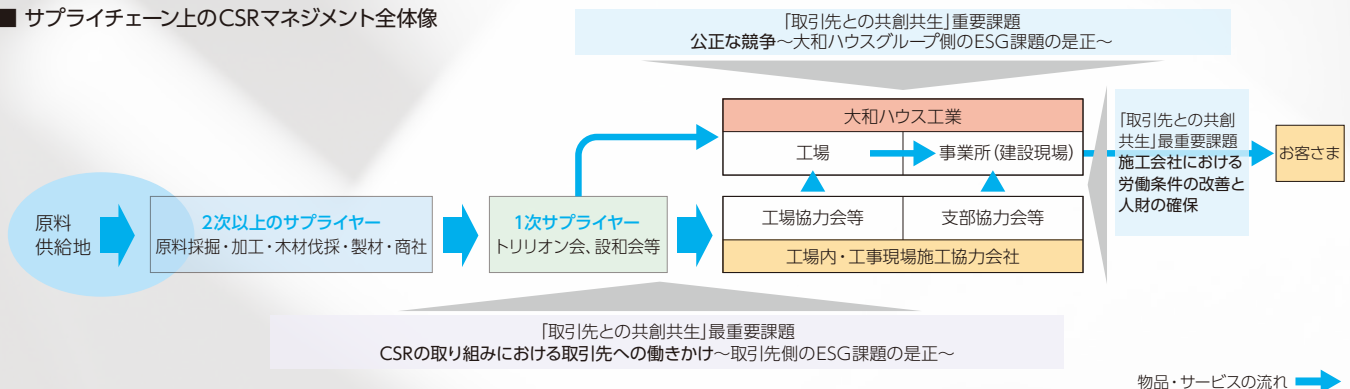 ■ サプライチェーン上のCSRマネジメント全体像
「取引先との共創共生」重要課題
公正な競争～大和ハウスグループ側のESG課題の是正～
原料
供給地
2次以上のサプライヤー
原料採掘・加工・木材伐採・製材・商社
1次サプライヤー
トリリオン会、設和会等
大和ハウス工業
工場
事業所（建設現場）
工場協力会等
支部協力会等
工場内・工事現場施工協力会社
「取引先との共創
共生」最重要課題
施工会社における
労働条件の改善と
人財の確保
お客さま
「取引先との共創共生」最重要課題
CSRの取り組みにおける取引先への働きかけ～取引先側のESG課題の是正～
物品・サービスの流れ